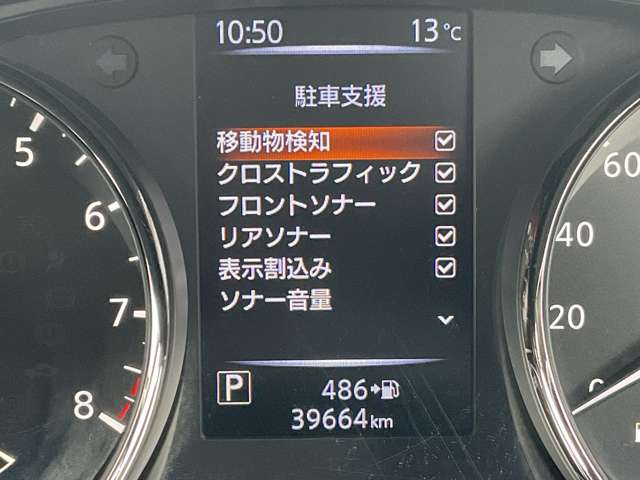 10:50 13℃
駐車支援
移動物検知
クロストラフィック
フロントソナー
リアソナー
表示割込み
ソナー音量
P 486
39664km
5
6
7
8
60
40
20
0